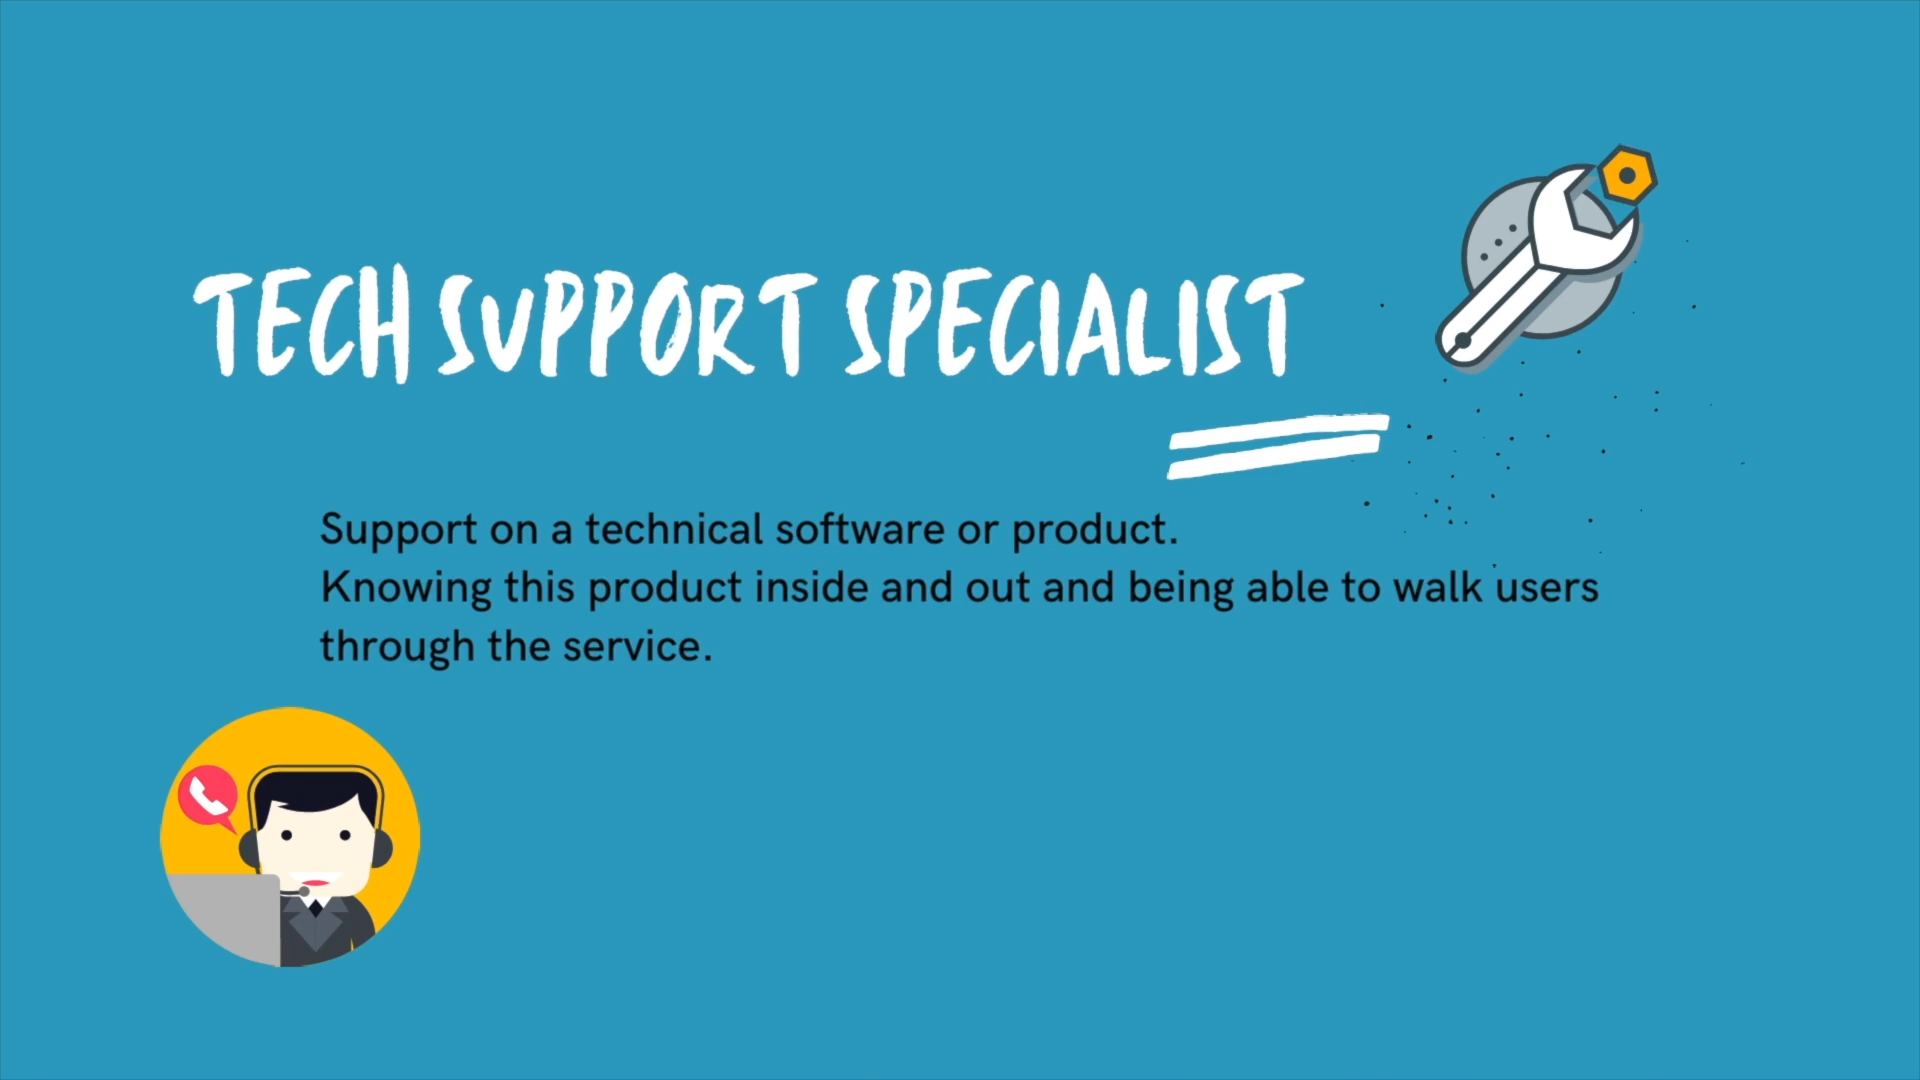 TECH SUPPORT SPECIALIST
Support on a technical software or product.
Knowing this product inside and out and being able to walk users
through the service.